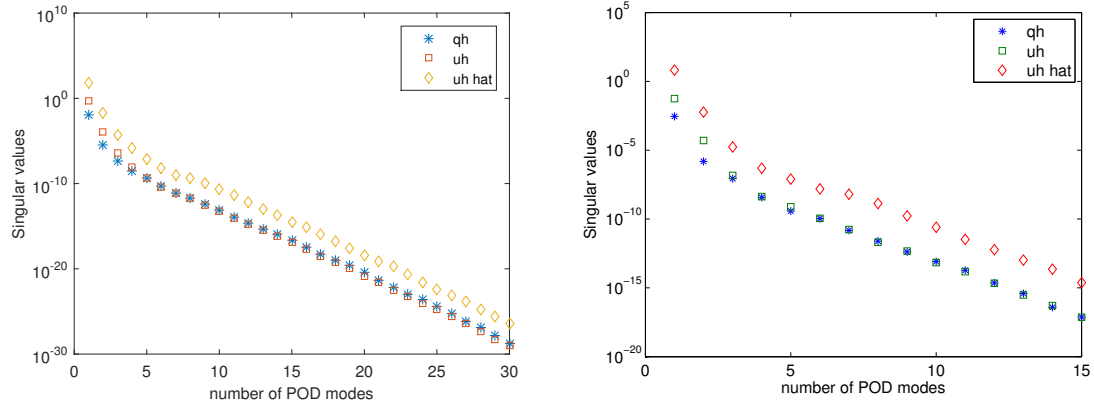 10^10
10^0
10^-10
10^-20
10^-30
Singular values
0 5 10 15 20 25 30
number of POD modes
qh
uh
uh hat
10^5
10^0
10^-5
10^-10
10^-15
10^-20
Singular values
0 5 10 15
number of POD modes
qh
uh
uh hat